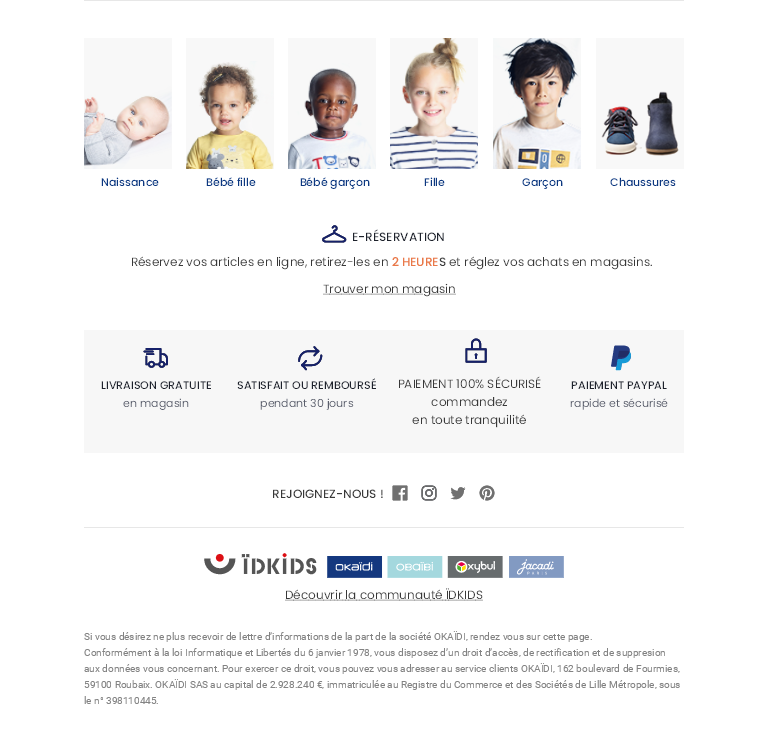 Naissance
Bébé fille
Bébé garçon
Fille
Garçon
Chaussures
E-RÉSERVATION
Réservez vos articles en ligne, retirez-les en 2 HEURES et réglez vos achats en magasins.
Trouver mon magasin
LIVRAISON GRATUITE
en magasin
SATISFAIT OU REMBOURSÉ
pendant 30 jours
PAIEMENT 100% SÉCURISÉ
commandez
en toute tranquilité
PAIEMENT PAYPAL
rapide et sécurisé
REJOIGNEZ-NOUS !
ÏDKIDS
OKAÏDI
OBAÏBI
Oxybul
Jacadi
PARIS
Découvrir la communauté ÏDKIDS
Si vous désirez ne plus recevoir de lettre d'informations de la part de la société OKAÏDI, rendez vous sur cette page.
Conformément à la loi Informatique et Libertés du 6 janvier 1978, vous disposez d'un droit d'accès, de rectification et de suppresion
aux données vous concernant. Pour exercer ce droit, vous pouvez vous adresser au service clients OKAÏDI, 162 boulevard de Fourmies,
59100 Roubaix. OKAÏDI SAS au capital de 2.928.240 €, immatriculée au Registre du Commerce et des Sociétés de Lille Métropole, sous
le n° 398110445.